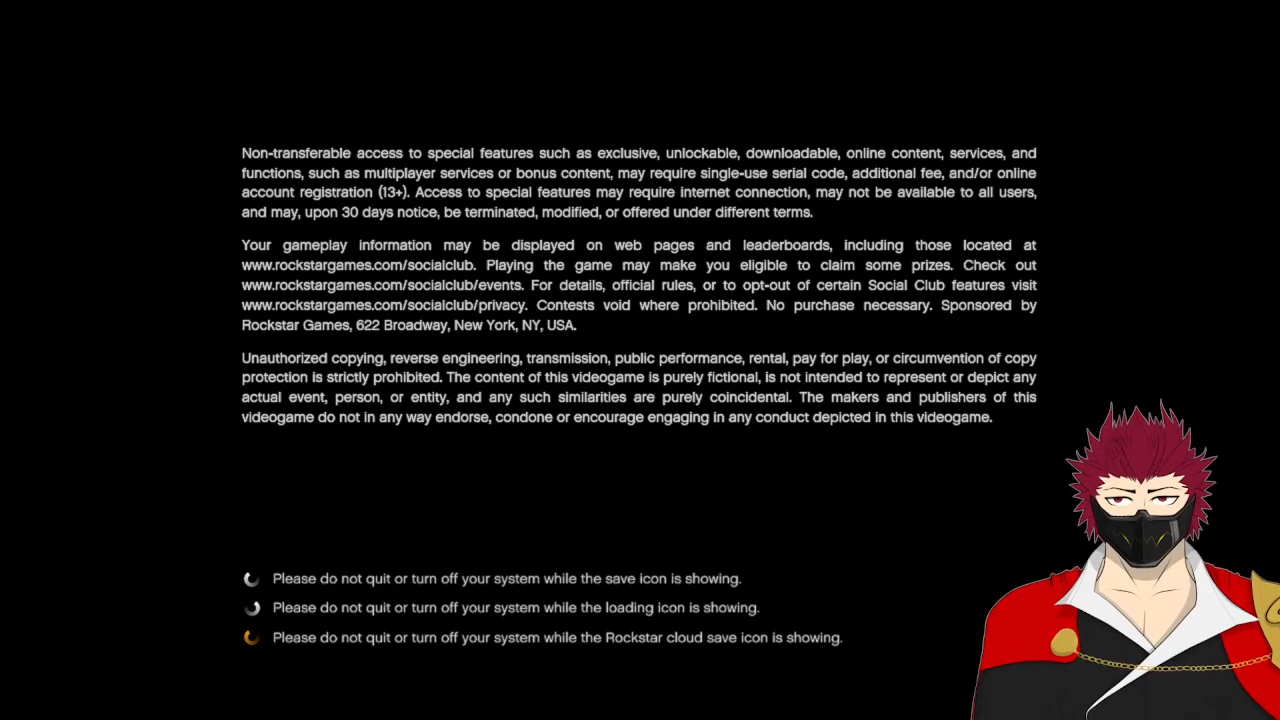 Non-transferable access to special features such as exclusive, unlockable, downloadable, online content, services, and
functions, such as multiplayer services or bonus content, may require single-use serial code, additional fee, and/or online
account registration (13+). Access to special features may require internet connection, may not be available to all users,
and may, upon 30 days notice, be terminated, modified, or offered under different terms.
Your gameplay information may be displayed on web pages and leaderboards, including those located at
www.rockstargames.com/socialclub. Playing the game may make you eligible to claim some prizes. Check out
www.rockstargames.com/socialclub/events. For details, official rules, or to opt-out of certain Social Club features visit
www.rockstargames.com/socialclub/privacy. Contests void where prohibited. No purchase necessary. Sponsored by
Rockstar Games, 622 Broadway, New York, NY, USA.
Unauthorized copying, reverse engineering, transmission, public performance, rental, pay for play, or circumvention of copy
protection is strictly prohibited. The content of this videogame is purely fictional, is not intended to represent or depict any
actual event, person, or entity, and any such similarities are purely coincidental. The makers and publishers of this
videogame do not in any way endorse, condone or encourage engaging in any conduct depicted in this videogame.
Please do not quit or turn off your system while the save icon is showing.
Please do not quit or turn off your system while the loading icon is showing.
Please do not quit or turn off your system while the Rockstar cloud save icon is showing.